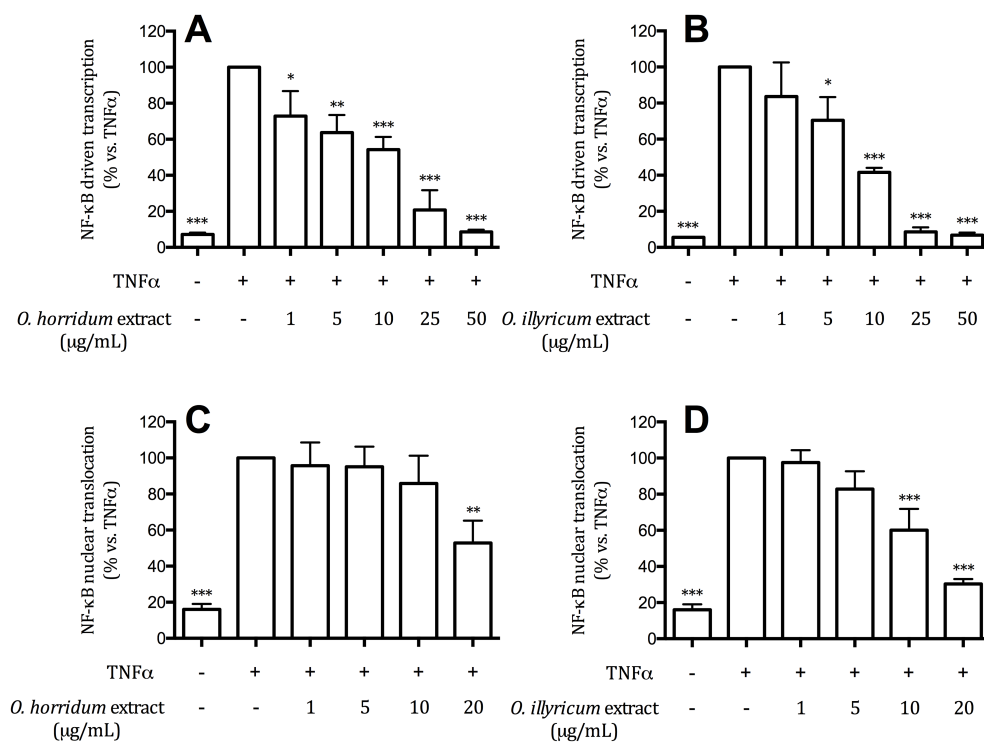 A
NF-κB driven transcription
(% vs. TNFα)
120
100
80
60
40
20
0
***
*
**
***
***
***
TNFα - + + + + + +
O. horridum extract - - 1 5 10 25 50
(μg/mL)
B
NF-κB driven transcription
(% vs. TNFα)
120
100
80
60
40
20
0
***
*
***
***
***
TNFα - + + + + + +
O. illyricum extract - - 1 5 10 25 50
(μg/mL)
C
NF-κB nuclear translocation
(% vs. TNFα)
120
100
80
60
40
20
0
***
**
TNFα - + + + + +
O. horridum extract - - 1 5 10 20
(μg/mL)
D
NF-κB nuclear translocation
(% vs. TNFα)
120
100
80
60
40
20
0
***
***
***
TNFα - + + + + +
O. illyricum extract - - 1 5 10 20
(μg/mL)